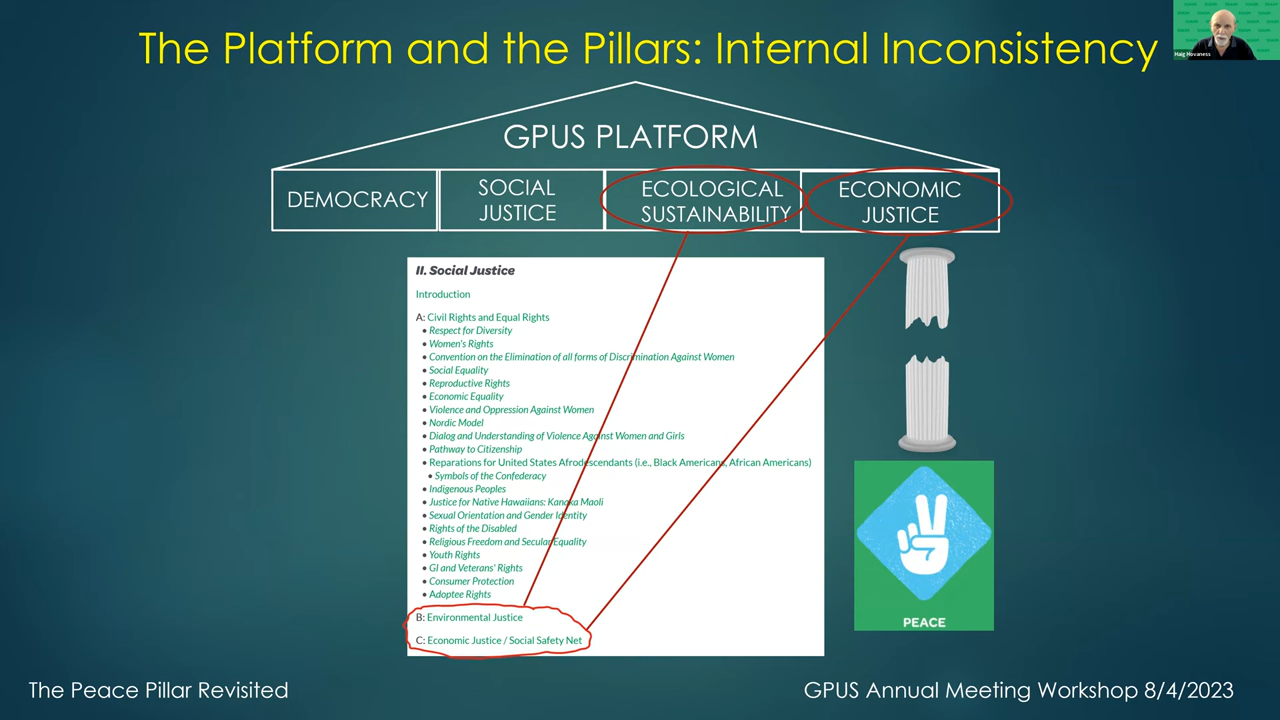 The Platform and the Pillars: Internal Inconsistency
Haig Hovaness
GPUS PLATFORM
DEMOCRACY
SOCIAL
JUSTICE
ECOLOGICAL
SUSTAINABILITY
ECONOMIC
JUSTICE
II. Social Justice
Introduction
A: Civil Rights and Equal Rights
• Respect for Diversity
• Women's Rights
• Convention on the Elimination of all forms of Discrimination Against Women
• Social Equality
• Reproductive Rights
• Economic Equality
• Violence and Oppression Against Women
• Nordic Model
• Dialog and Understanding of Violence Against Women and Girls
• Pathway to Citizenship
• Reparations for United States Afrodescendants (i.e., Black Americans, African Americans)
• Symbols of the Confederacy
• Indigenous Peoples
• Justice for Native Hawaiians: Kanaka Maoli
• Sexual Orientation and Gender Identity
• Rights of the Disabled
• Religious Freedom and Secular Equality
• Youth Rights
• GI and Veterans' Rights
• Consumer Protection
• Adoptee Rights
B: Environmental Justice
C: Economic Justice / Social Safety Net
PEACE
The Peace Pillar Revisited
GPUS Annual Meeting Workshop 8/4/2023